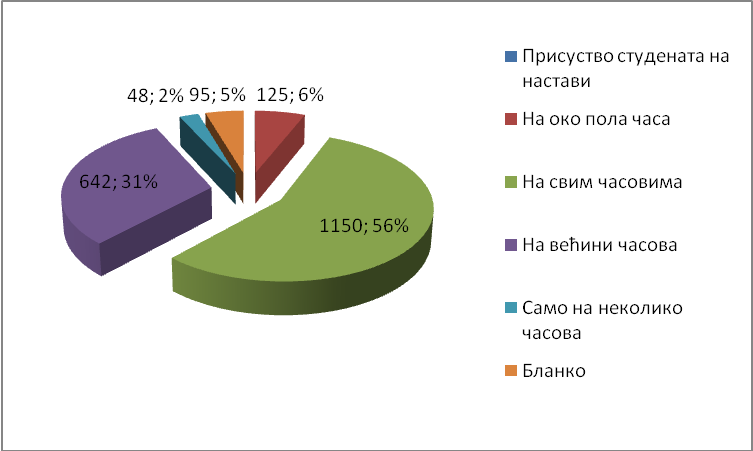 48; 2%
95; 5%
125; 6%
642; 31%
1150; 56%
Присуство студената на
настави
На око пола часа
На свим часовима
На већини часова
Само на неколико
часова
Бланко